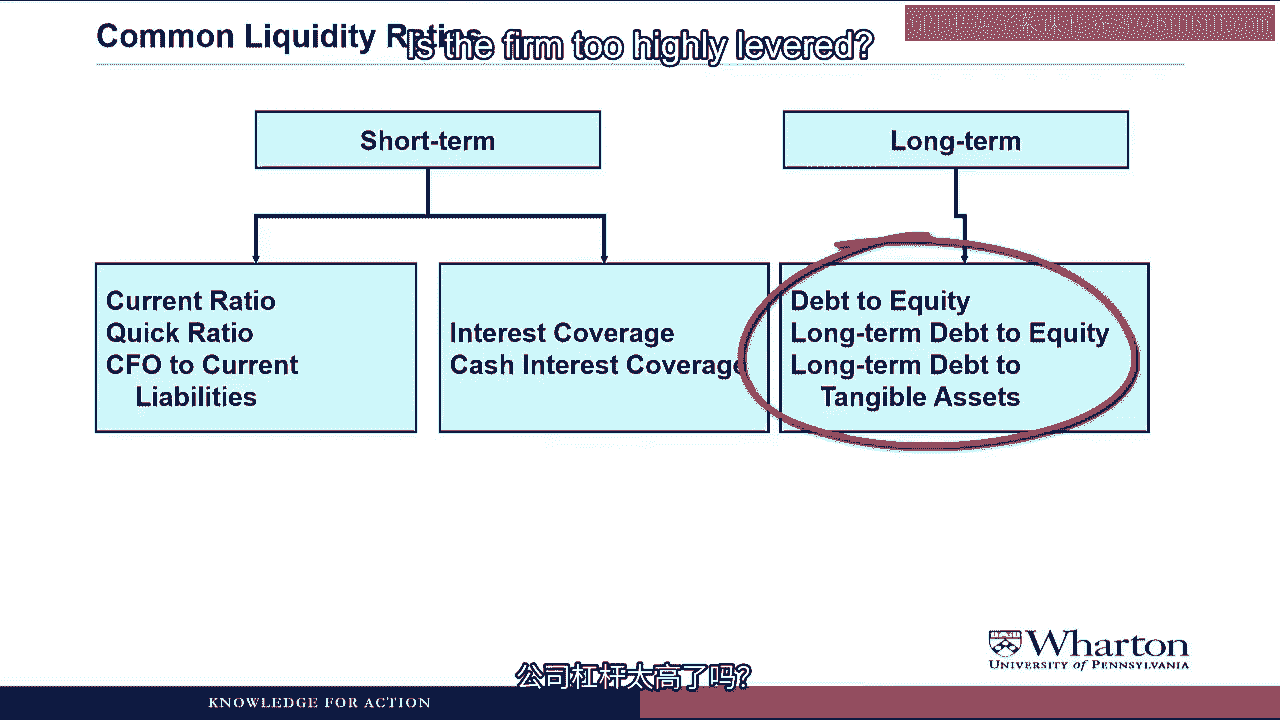 Common Liquidity Ratios
Is the firm too highly levered?
Short-term
Long-term
Current Ratio
Quick Ratio
CFO to Current
Liabilities
Interest Coverage
Cash Interest Coverage
Debt to Equity
Long-term Debt to Equity
Long-term Debt to
Tangible Assets
Wharton
UNIVERSITY of PENNSYLVANIA
公司杠杆太高了吗?
KNOWLEDGE FOR ACTION